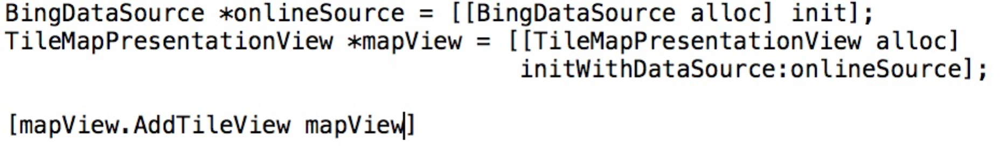 BingDataSource *onlineSource = [[BingDataSource alloc] init];
TileMapPresentationView *mapView = [[TileMapPresentationView alloc]
initWithDataSource:onlineSource];
[mapView.AddTileView mapView]